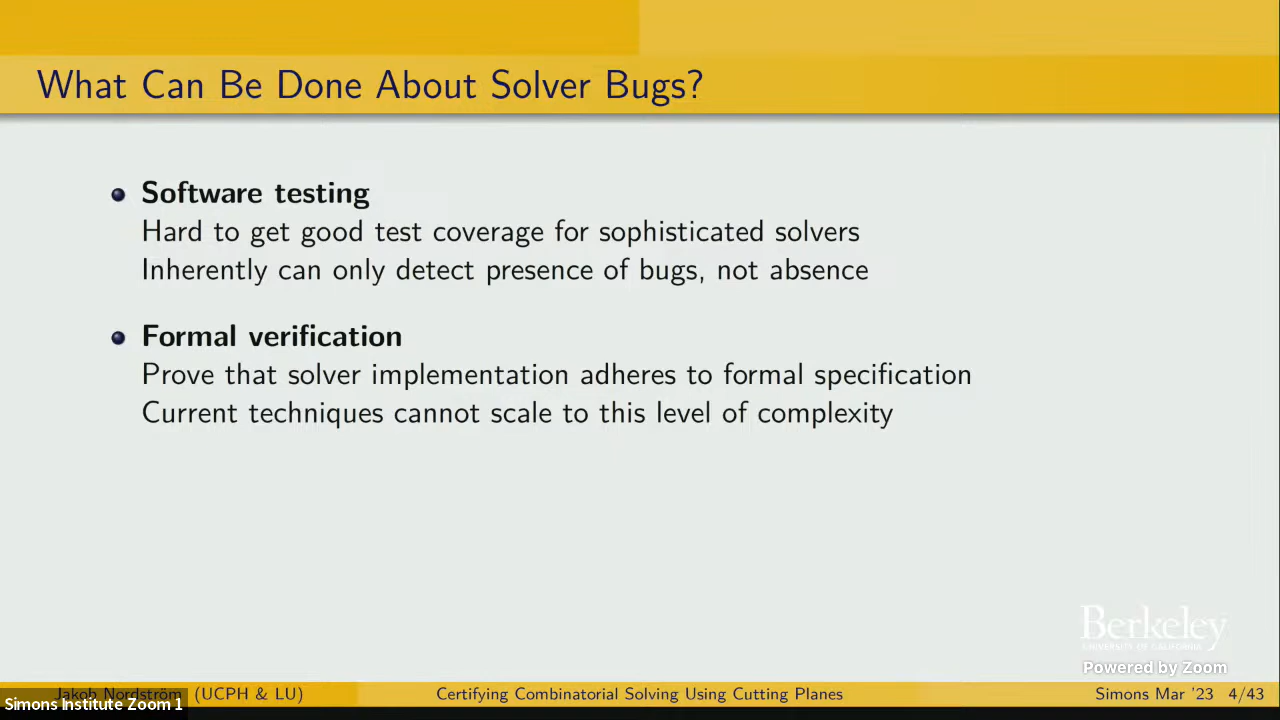 What Can Be Done About Solver Bugs?
Software testing
Hard to get good test coverage for sophisticated solvers
Inherently can only detect presence of bugs, not absence
Formal verification
Prove that solver implementation adheres to formal specification
Current techniques cannot scale to this level of complexity
Berkeley
UNIVERSITY OF CALIFORNIA
Powered by Zoom
Jakob Nordström (UCPH & LU)
Certifying Combinatorial Solving Using Cutting Planes
Simons Mar '23 4/43
Simons Institute Zoom 1